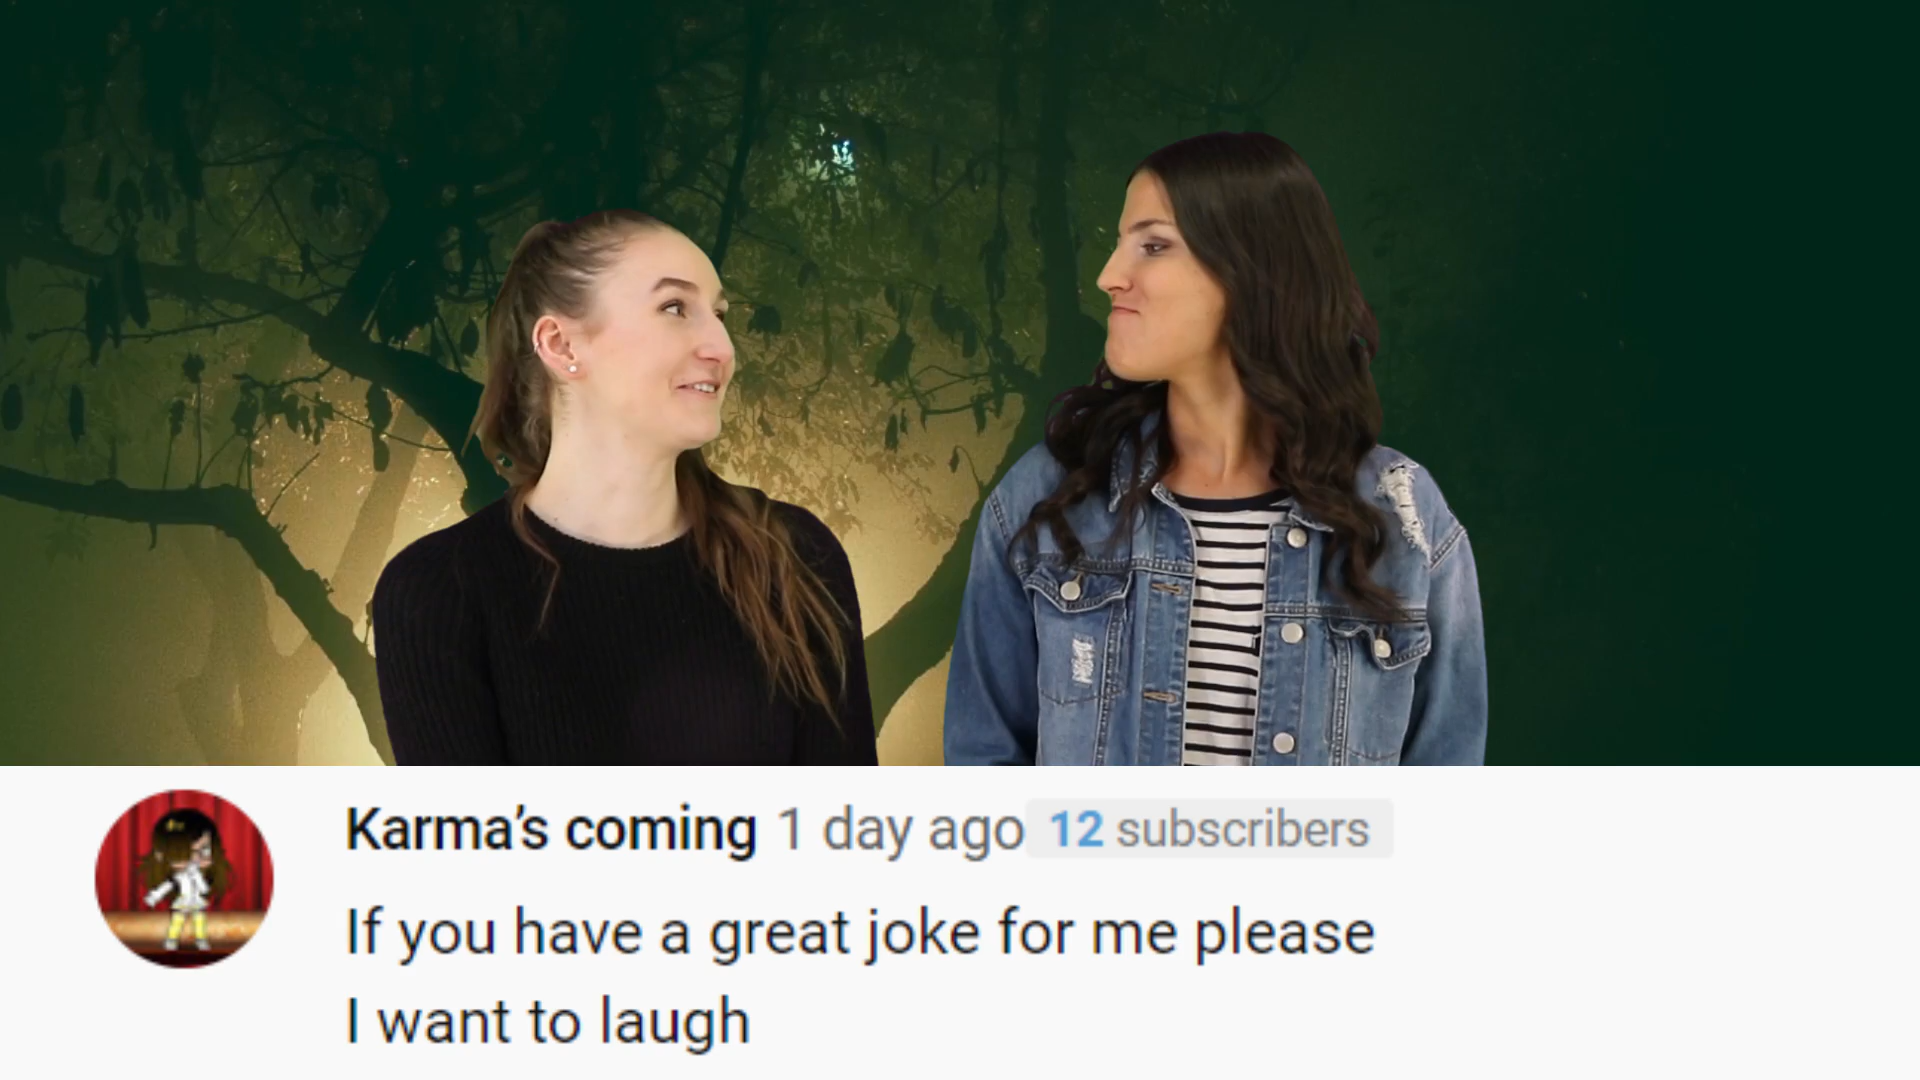 Karma’s coming 1 day ago 12 subscribers
If you have a great joke for me please
I want to laugh